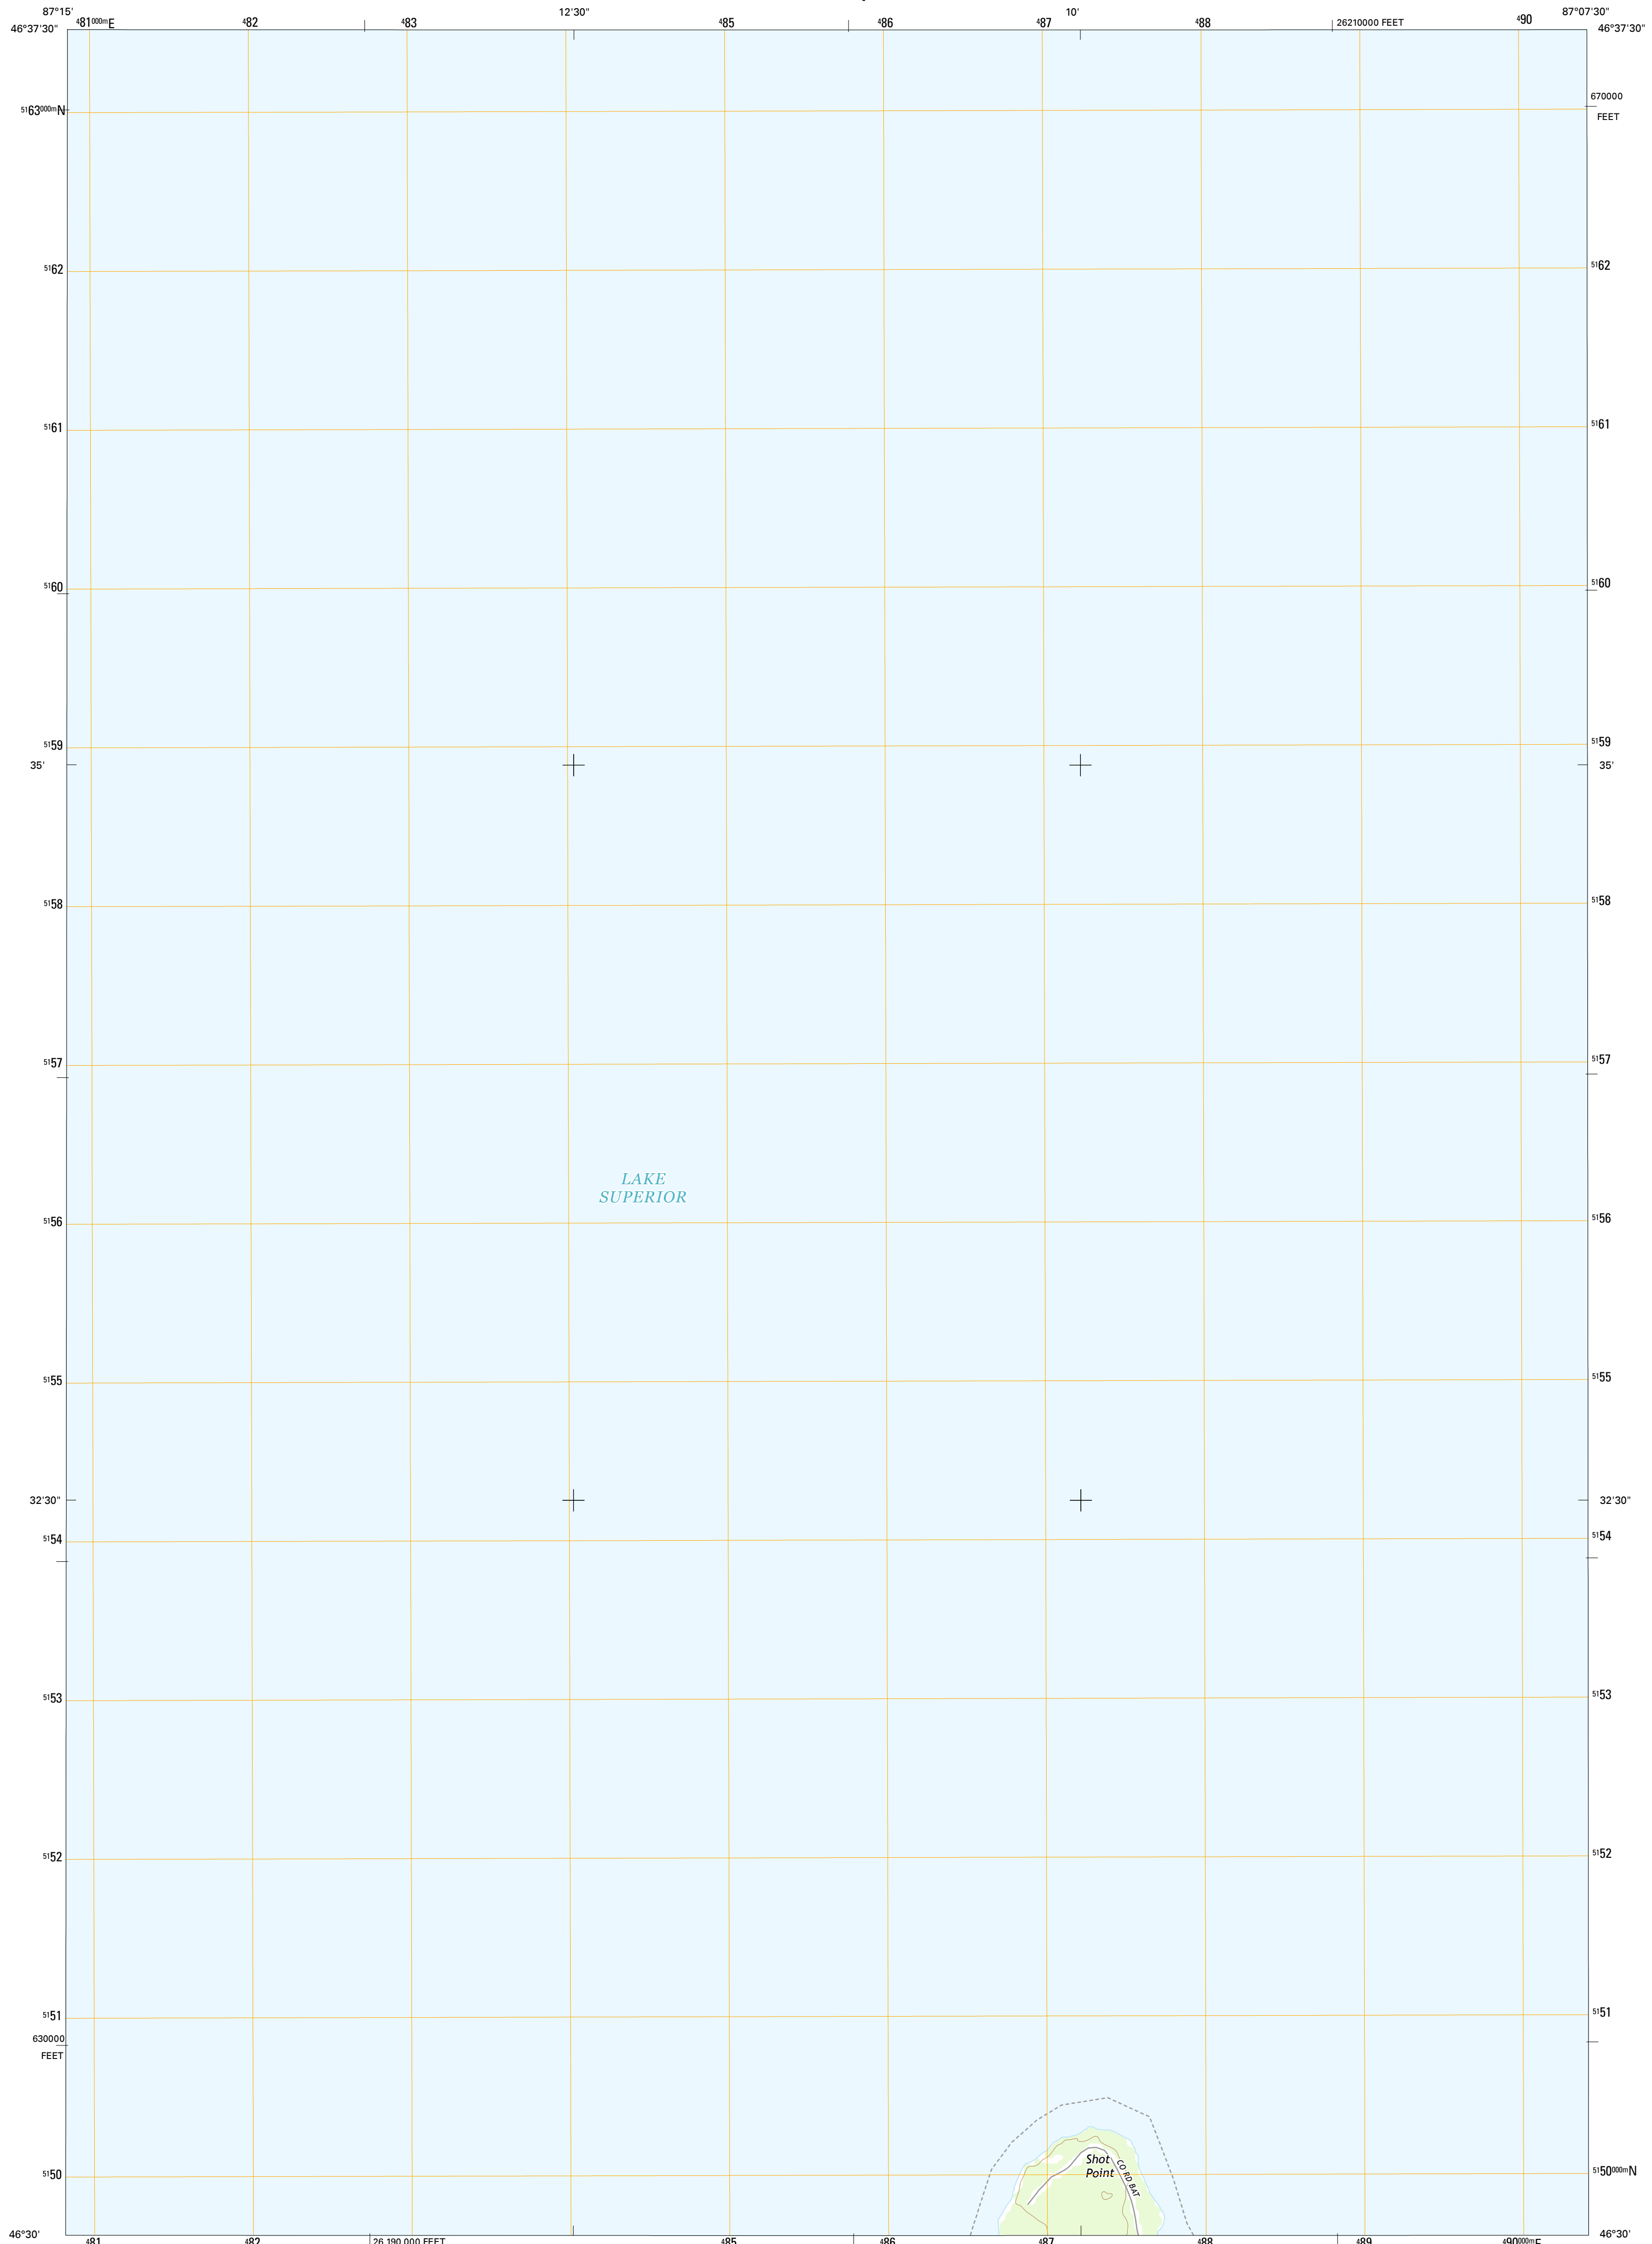 87°15' 12'30" 10' 87°07'30"
481000mE 482 483 485 486 487 488 26210000 FEET 490
46°37'30" 46°37'30"
670000
FEET
5163000mN
5162 5162
5161 5161
5160 5160
5159 5159
35' 35'
5158 5158
5157 5157
LAKE
SUPERIOR
5156 5156
5155 5155
32'30" 32'30"
5154 5154
5153 5153
5152 5152
5151 5151
630000
FEET
Shot
Point
CO RD BAT
5150 5150000mN
46°30' 46°30'
481 482 26 190 000 FEET 485 486 487 488 489 490000mE